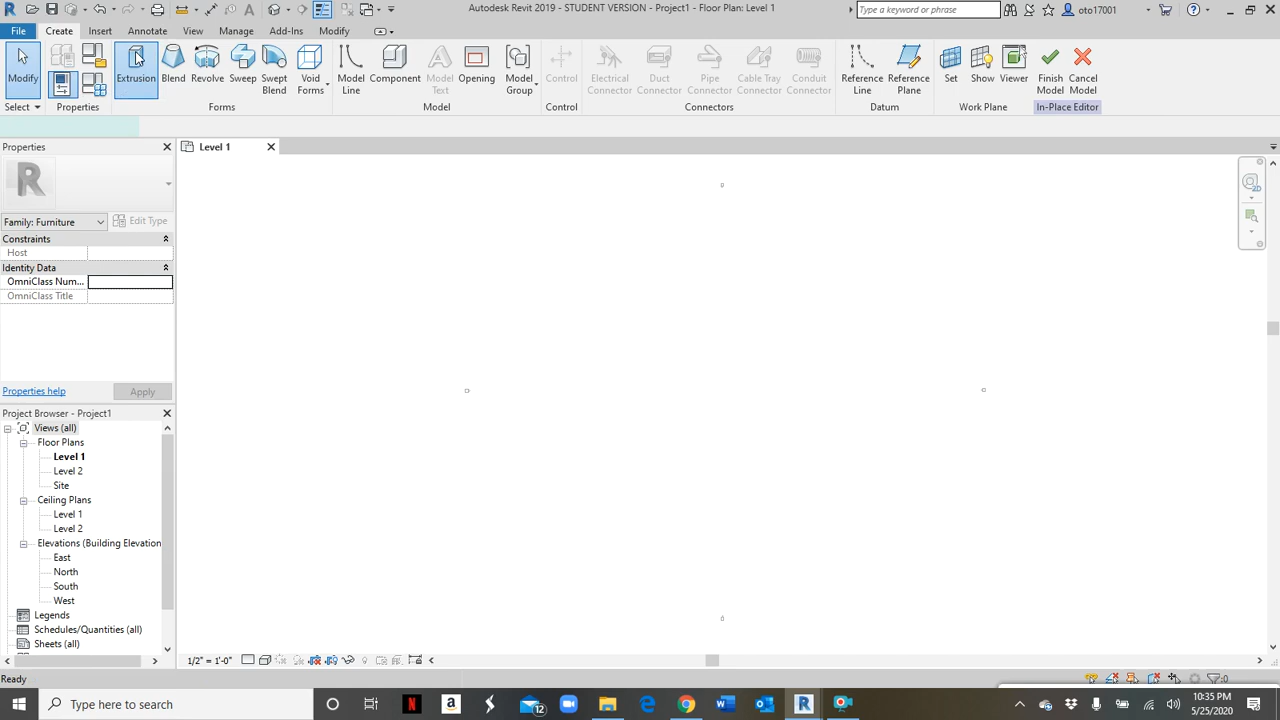 Autodesk Revit 2019 - STUDENT VERSION - Project1 - Floor Plan: Level 1
Type a keyword or phrase
oto17001
File Create Insert Annotate View Manage Add-Ins Modify
Modify
Extrusion
Blend
Revolve
Sweep
Swept Blend
Void Forms
Model Line
Component
Model Text
Opening
Model Group
Control
Electrical Connector
Duct Connector
Pipe Connector
Cable Tray Connector
Conduit Connector
Reference Line
Reference Plane
Set
Show
Viewer
Finish Model
Cancel Model
Select Properties Forms Model Control Connectors Datum Work Plane In-Place Editor
Properties
Level 1
R
Family: Furniture
Edit Type
Constraints
Host
Identity Data
OmniClass Num...
OmniClass Title
Properties help
Apply
Project Browser - Project1
Views (all)
Floor Plans
Level 1
Level 2
Site
Ceiling Plans
Level 1
Level 2
Elevations (Building Elevation
East
North
South
West
Legends
Schedules/Quantities (all)
Sheets (all)
2D
1/2" = 1'-0"
Ready
:0
Type here to search
12
10:35 PM
5/25/2020